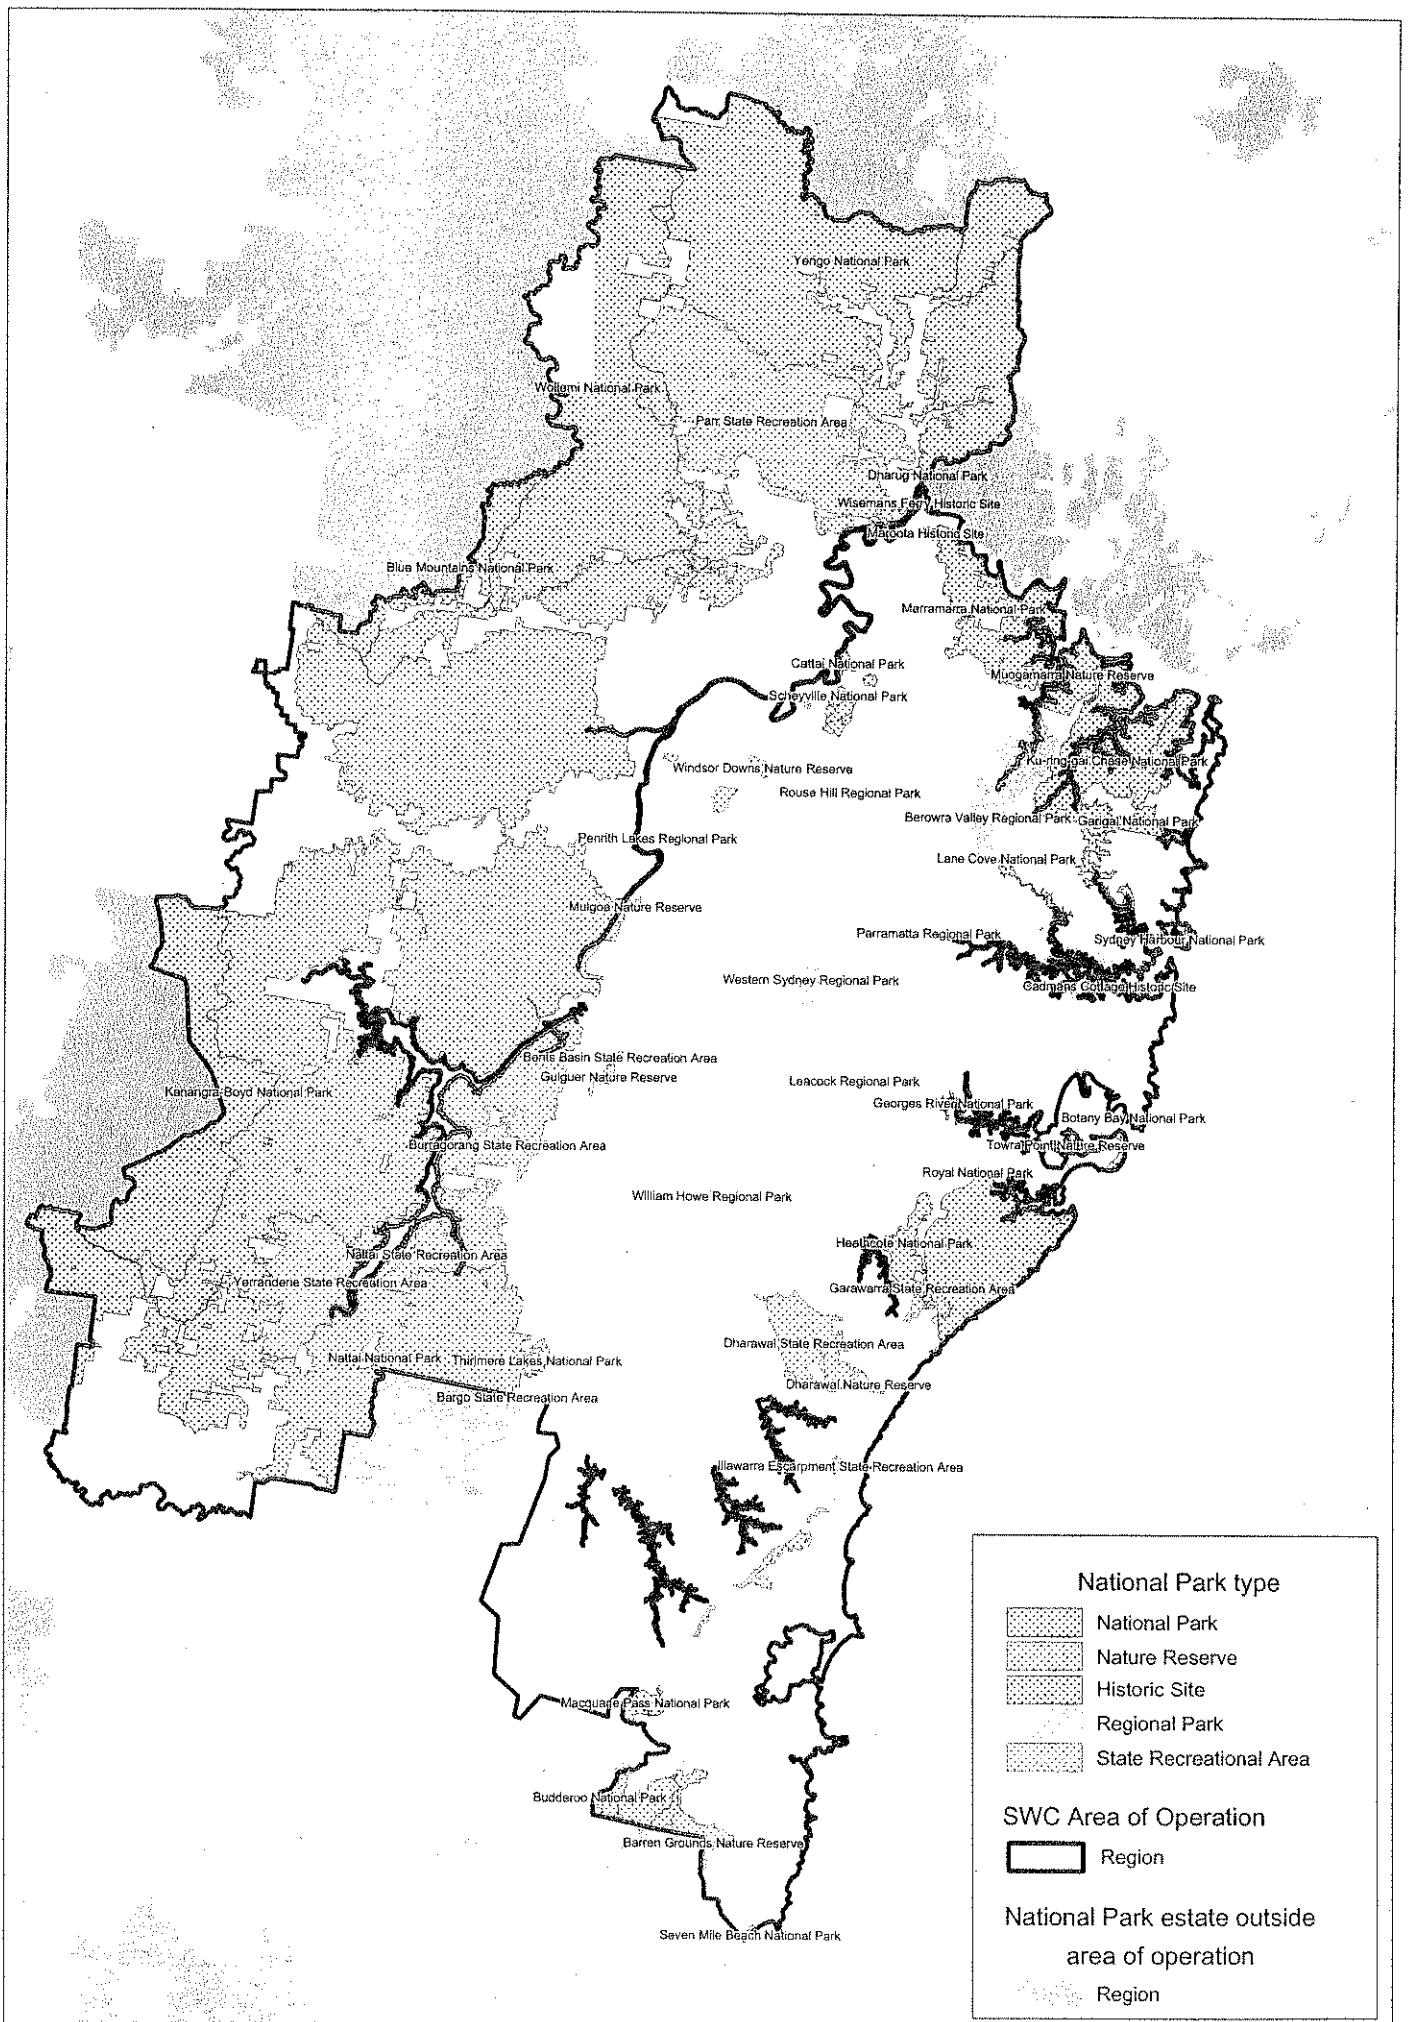 Yengo National Park
Wollemi National Park
Parr State Recreation Area
Dharug National Park
Wisemans Ferry Historic Site
Maroota Historic Site
Blue Mountains National Park
Marramarra National Park
Cattai National Park
Muogamarra Nature Reserve
Scheyville National Park
Ku-ring-gai Chase National Park
Windsor Downs Nature Reserve
Rouse Hill Regional Park
Berowra Valley Regional Park
Garigal National Park
Penrith Lakes Regional Park
Lane Cove National Park
Mulgoa Nature Reserve
Parramatta Regional Park
Sydney Harbour National Park
Western Sydney Regional Park
Cadmans Cottage Historic Site
Bents Basin State Recreation Area
Gulguer Nature Reserve
Leacock Regional Park
Kanangra-Boyd National Park
Georges River National Park
Botany Bay National Park
Burragorang State Recreation Area
Towra Point Nature Reserve
Royal National Park
William Howe Regional Park
Heathcote National Park
Nattai State Recreation Area
Yerranderie State Recreation Area
Garawarra State Recreation Area
Dharawal State Recreation Area
Nattai National Park
Thirlmere Lakes National Park
Dharawal Nature Reserve
Bargo State Recreation Area
Illawarra Escarpment State Recreation Area
Macquarie Pass National Park
Budderoo National Park
Barren Grounds Nature Reserve
Seven Mile Beach National Park
National Park type
National Park
Nature Reserve
Historic Site
Regional Park
State Recreational Area
SWC Area of Operation
Region
National Park estate outside
area of operation
Region